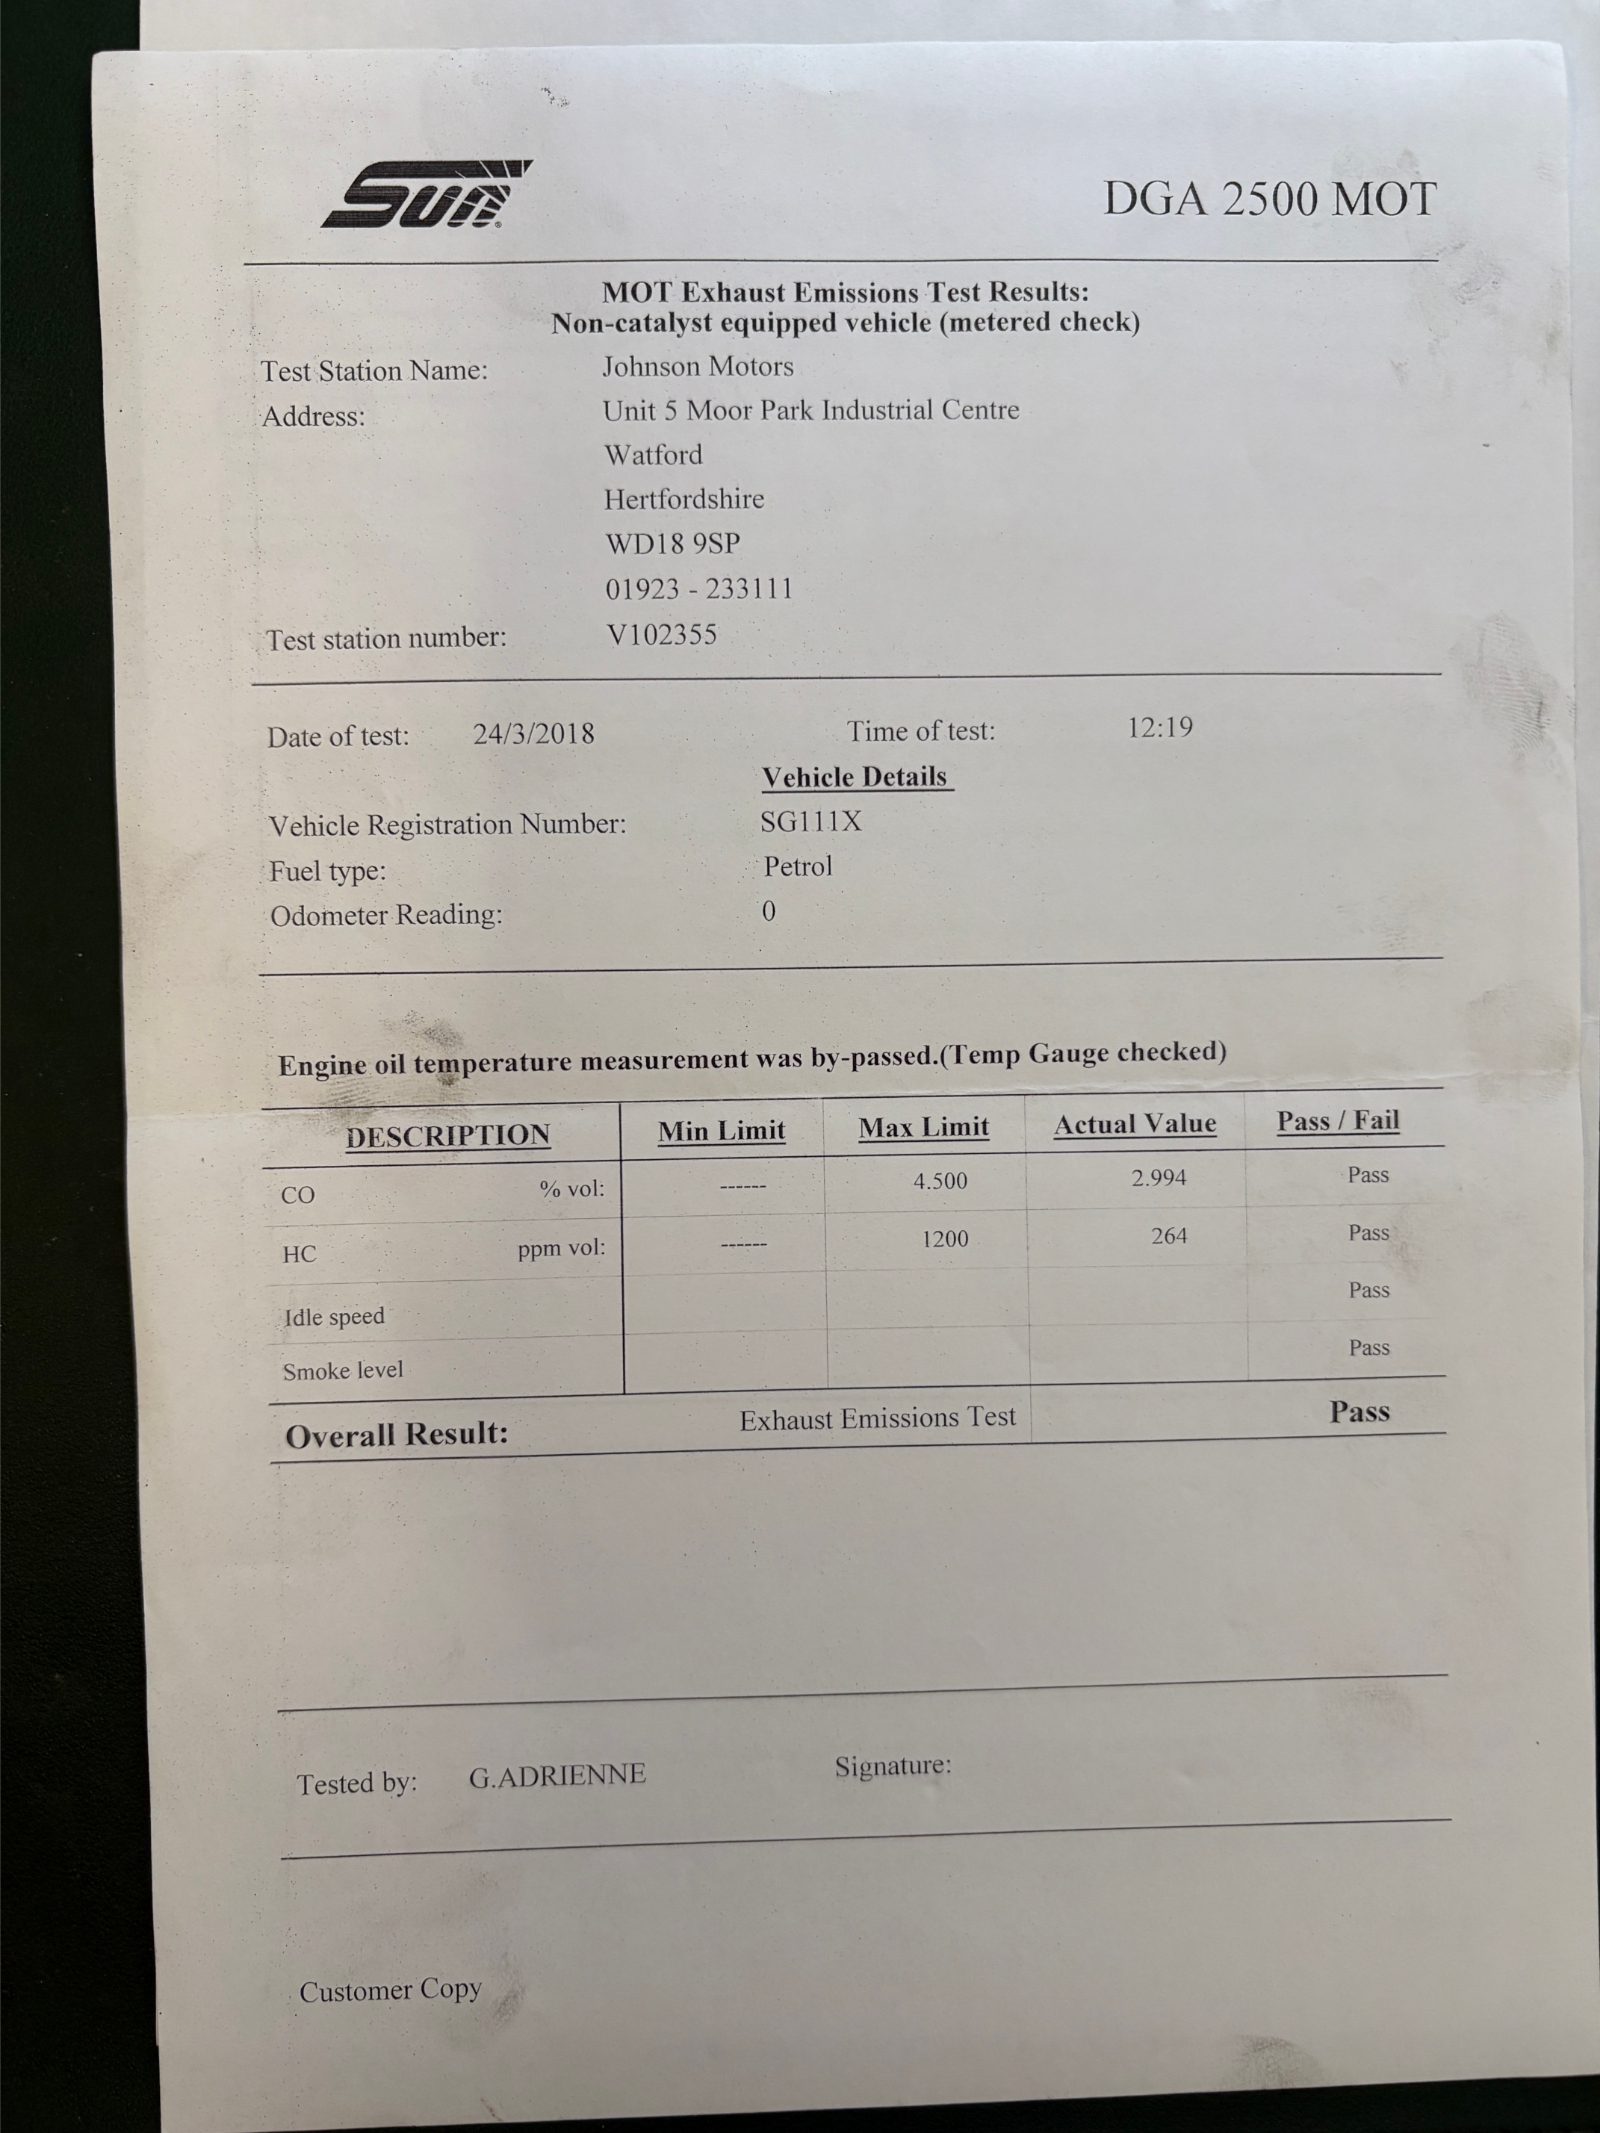 Sun®
DGA 2500 MOT
MOT Exhaust Emissions Test Results:
Non-catalyst equipped vehicle (metered check)
Test Station Name: Johnson Motors
Address: Unit 5 Moor Park Industrial Centre
Watford
Hertfordshire
WD18 9SP
01923 - 233111
Test station number: V102355
Date of test: 24/3/2018 Time of test: 12:19
Vehicle Details
Vehicle Registration Number: SG111X
Fuel type: Petrol
Odometer Reading: 0
Engine oil temperature measurement was by-passed.(Temp Gauge checked)
DESCRIPTION Min Limit Max Limit Actual Value Pass / Fail
CO % vol: ------ 4.500 2.994 Pass
HC ppm vol: ------ 1200 264 Pass
Idle speed Pass
Smoke level Pass
Overall Result: Exhaust Emissions Test Pass
Tested by: G.ADRIENNE Signature:
Customer Copy